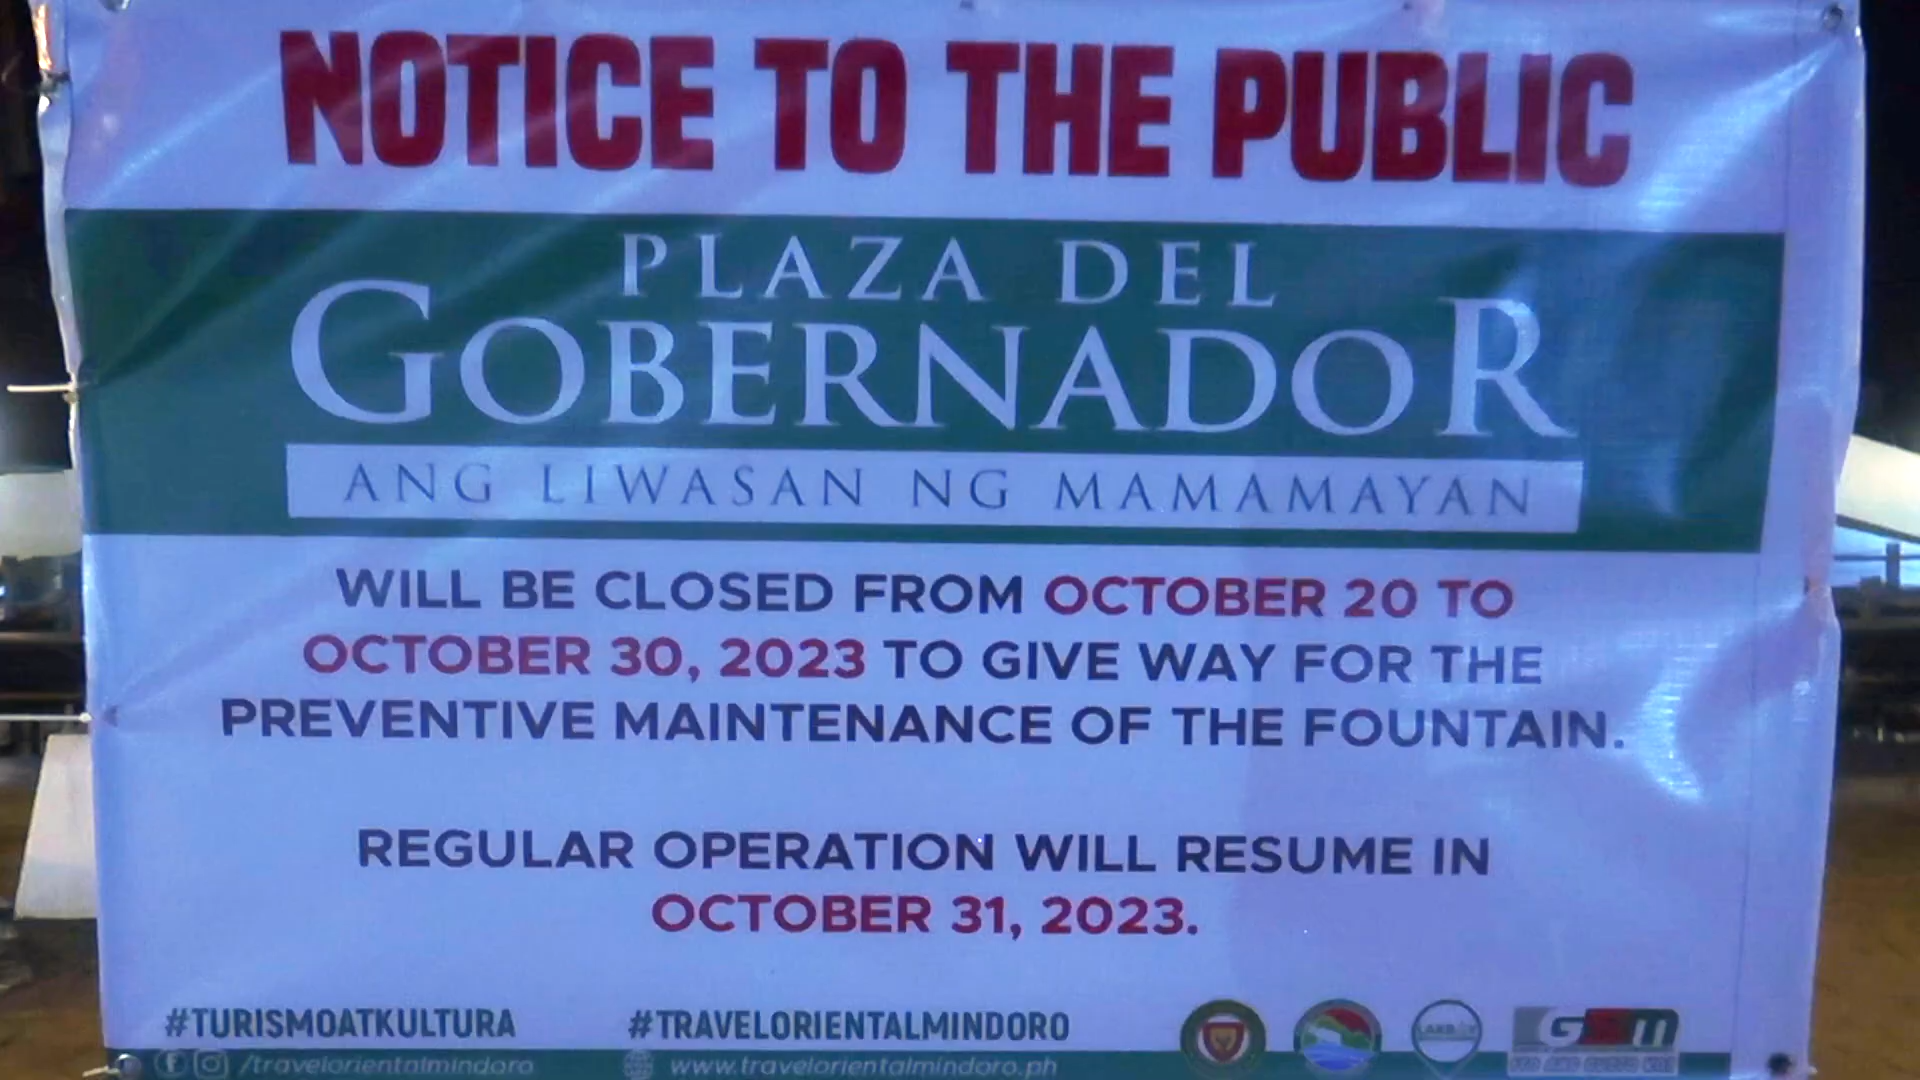 NOTICE TO THE PUBLIC
PLAZA DEL
GOBERNADOR
ANG LIWASAN NG MAMAMAYAN
WILL BE CLOSED FROM OCTOBER 20 TO
OCTOBER 30, 2023 TO GIVE WAY FOR THE
PREVENTIVE MAINTENANCE OF THE FOUNTAIN.
REGULAR OPERATION WILL RESUME IN
OCTOBER 31, 2023.
#TURISMOATKULTURA #TRAVELORIENTALMINDORO
/travelorientalmindoro www.travelorientalmindoro.ph